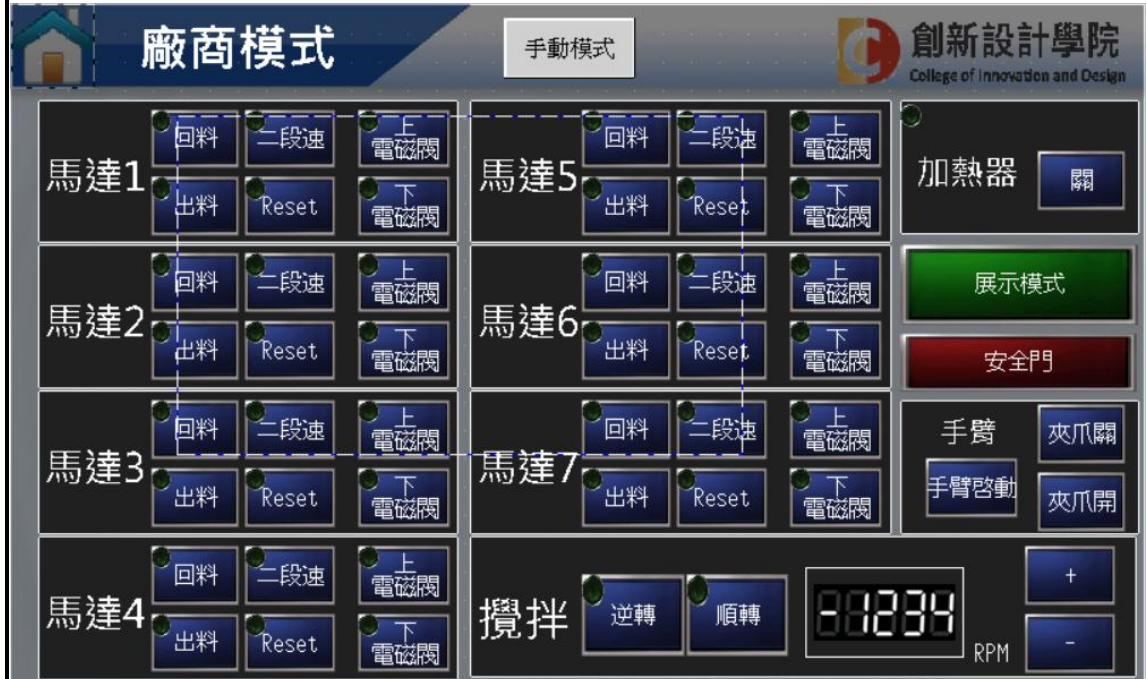 廠商模式
手動模式
創新設計學院
College of Innovation and Design
馬達1
回料
二段速
上
電磁閥
出料
Reset
下
電磁閥
馬達2
回料
二段速
上
電磁閥
出料
Reset
下
電磁閥
馬達3
回料
二段速
上
電磁閥
出料
Reset
下
電磁閥
馬達4
回料
二段速
上
電磁閥
出料
Reset
下
電磁閥
馬達5
回料
二段速
上
電磁閥
出料
Reset
下
電磁閥
馬達6
回料
二段速
上
電磁閥
出料
Reset
下
電磁閥
馬達7
回料
二段速
上
電磁閥
出料
Reset
下
電磁閥
攪拌
逆轉
順轉
-1234
RPM
+
-
加熱器
關
展示模式
安全門
手臂
夾爪關
手臂啓動
夾爪開